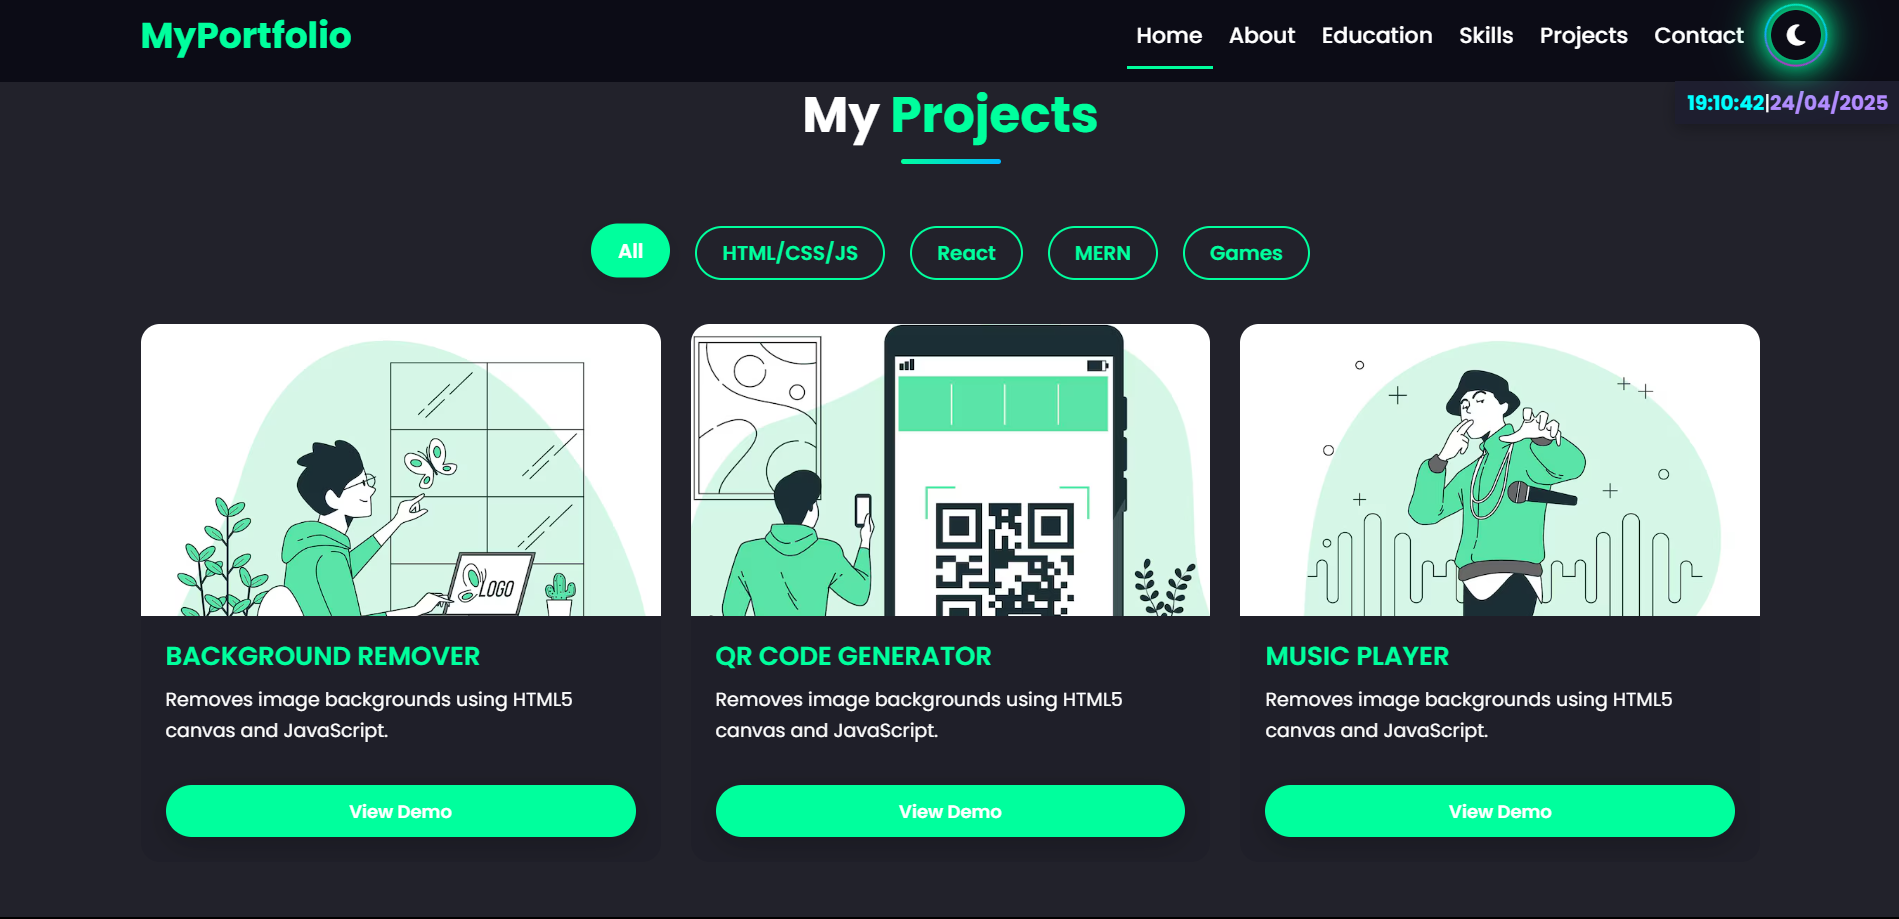 MyPortfolio
Home About Education Skills Projects Contact
19:10:42|24/04/2025
My Projects
All HTML/CSS/JS React MERN Games
LOGO
BACKGROUND REMOVER
Removes image backgrounds using HTML5
canvas and JavaScript.
View Demo
QR CODE GENERATOR
Removes image backgrounds using HTML5
canvas and JavaScript.
View Demo
MUSIC PLAYER
Removes image backgrounds using HTML5
canvas and JavaScript.
View Demo